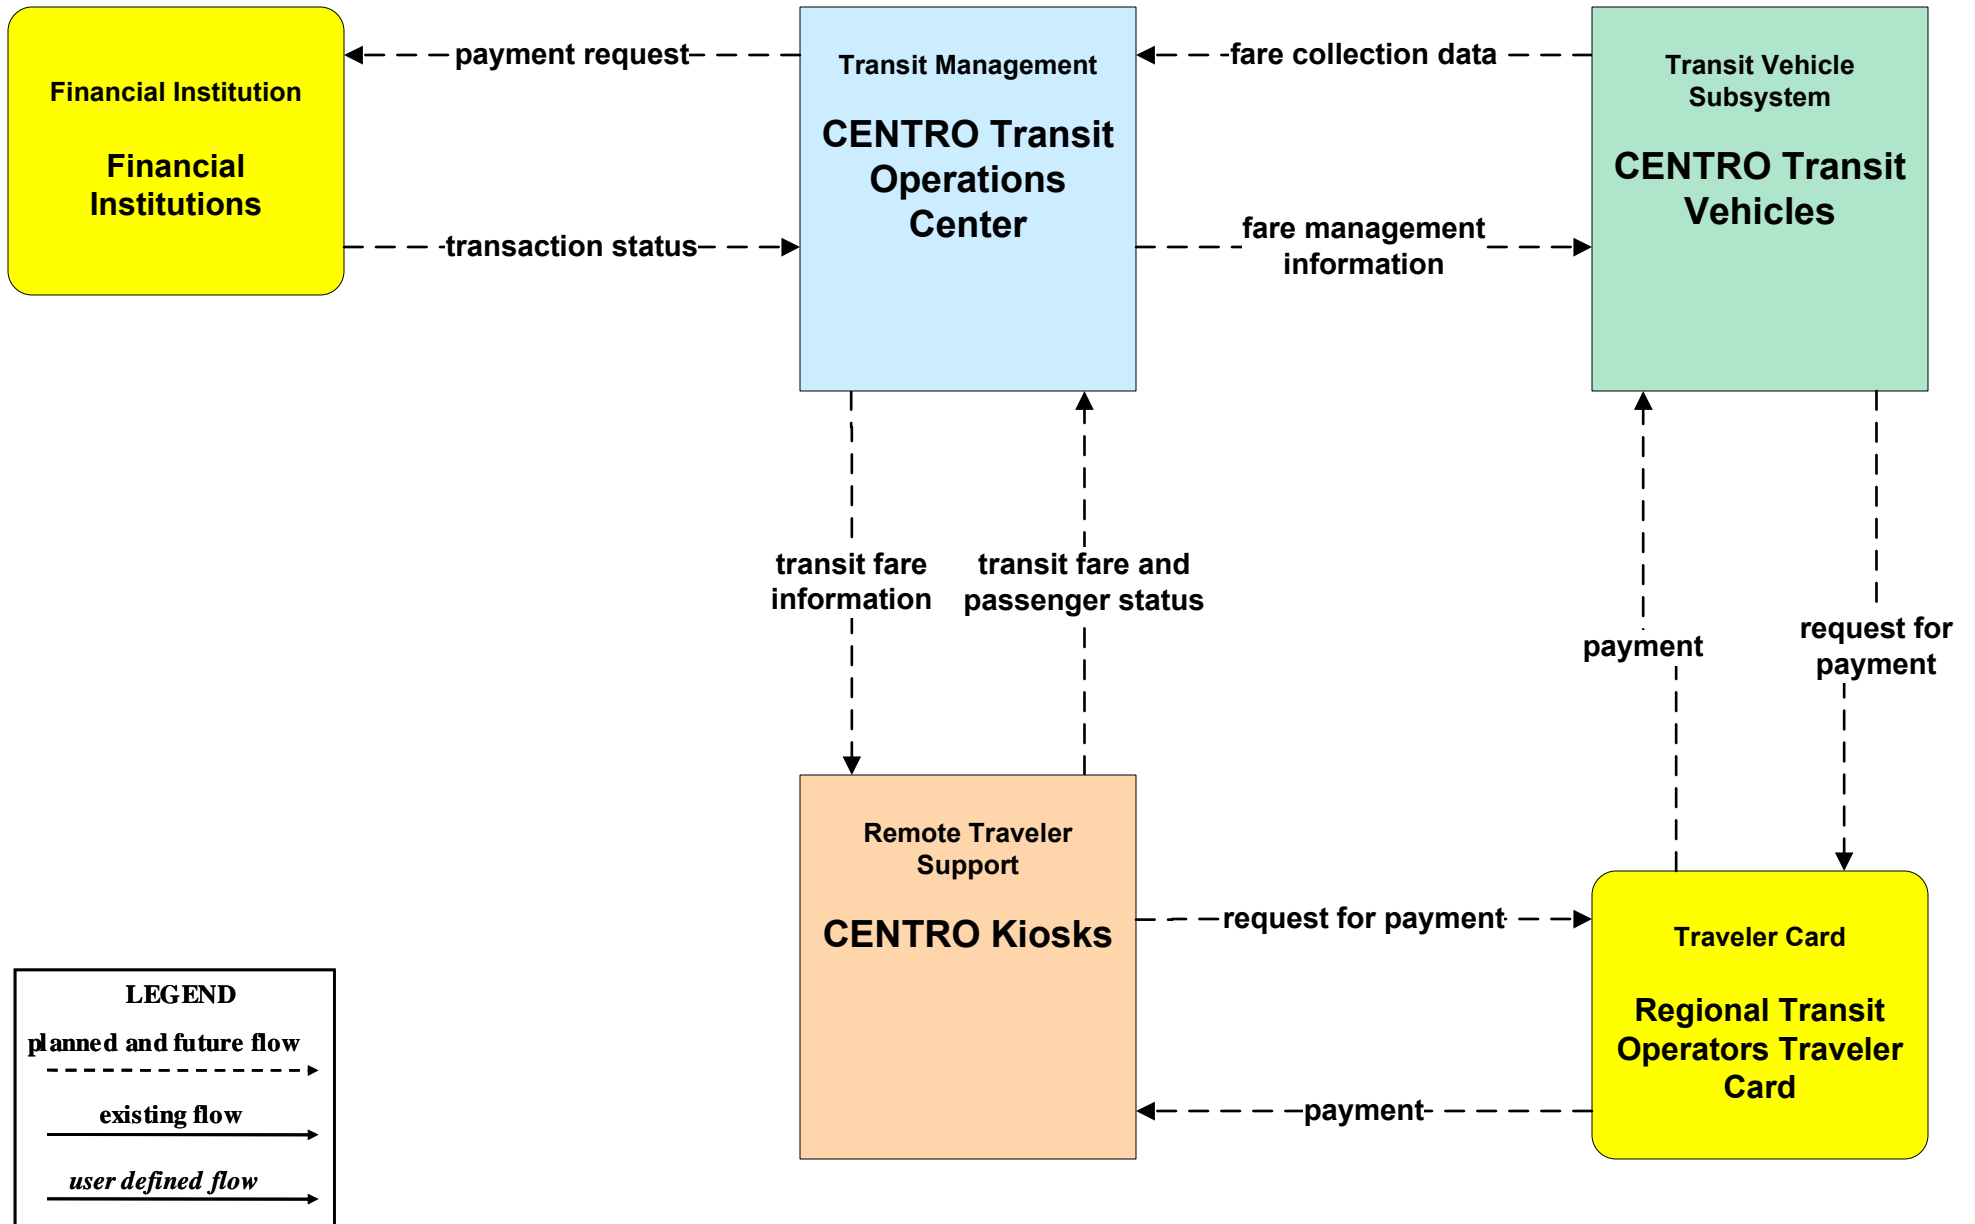 payment request
fare collection data
Financial Institution
Financial
Institutions
Transit Management
CENTRO Transit
Operations
Center
Transit Vehicle
Subsystem
CENTRO Transit
Vehicles
transaction status
fare management
information
transit fare
information
transit fare and
passenger status
payment
request for
payment
Remote Traveler
Support
CENTRO Kiosks
request for payment
Traveler Card
Regional Transit
Operators Traveler
Card
payment
LEGEND
planned and future flow
existing flow
user defined flow